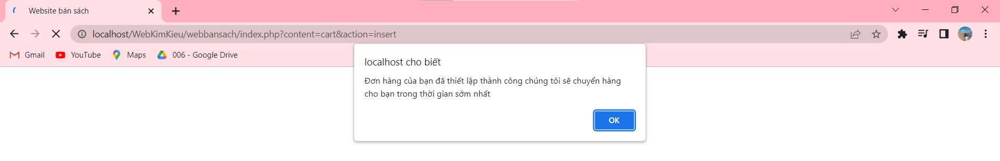 Website bán sách
localhost/WebKimKieu/webbansach/index.php?content=cart&action=insert
Gmail YouTube Maps 006 - Google Drive
localhost cho biết
Đơn hàng của bạn đã thiết lập thành công chúng tôi sẽ chuyển hàng
cho bạn trong thời gian sớm nhất
OK